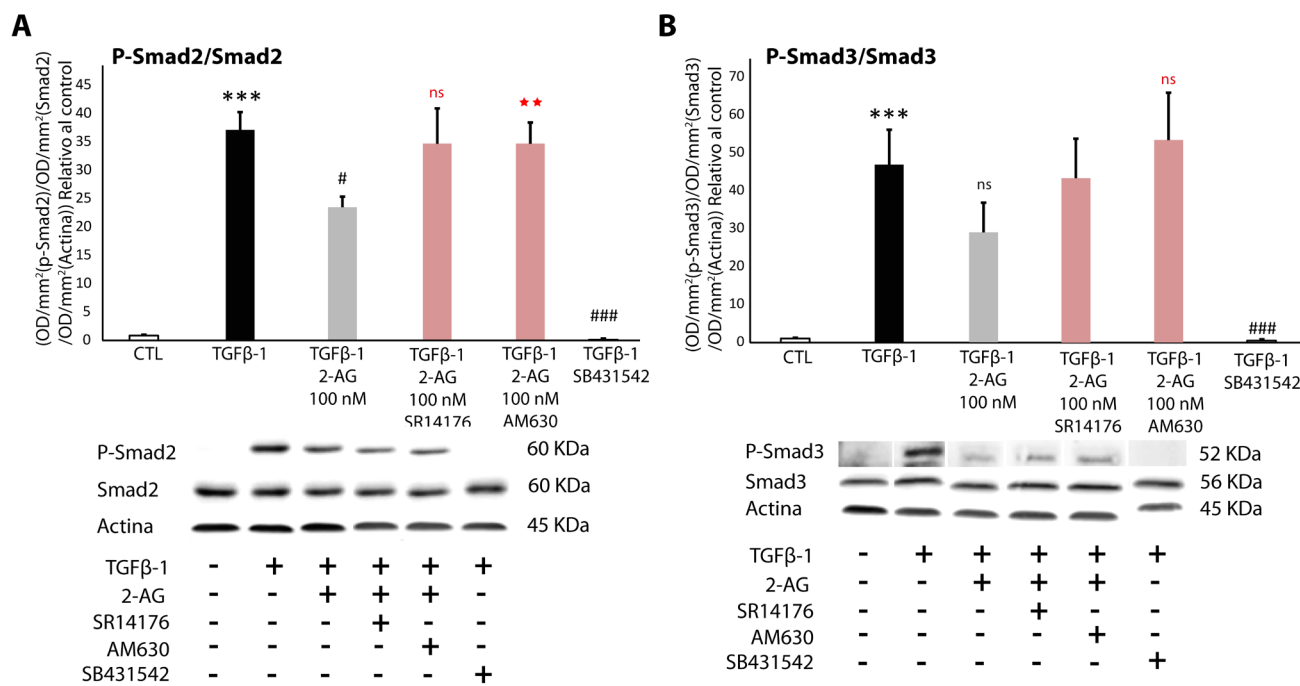 A
P-Smad2/Smad2
(OD/mm²(p-Smad2)/OD/mm²(Smad2)
/OD/mm²(Actina)) Relativo al control
45
40
35
30
25
20
15
10
5
0
***
#
ns
★★
###
CTL
TGFβ-1
TGFβ-1
2-AG
100 nM
TGFβ-1
2-AG
100 nM
SR14176
TGFβ-1
2-AG
100 nM
AM630
TGFβ-1
SB431542
P-Smad2
60 KDa
Smad2
60 KDa
Actina
45 KDa
TGFβ-1 - + + + + +
2-AG - - + + + -
SR14176 - - - + - -
AM630 - - - - + -
SB431542 - - - - - +
B
P-Smad3/Smad3
(OD/mm²(p-Smad3)/OD/mm²(Smad3)
/OD/mm²(Actina)) Relativo al control
70
60
50
40
30
20
10
0
***
ns
ns
###
CTL
TGFβ-1
TGFβ-1
2-AG
100 nM
TGFβ-1
2-AG
100 nM
SR14176
TGFβ-1
2-AG
100 nM
AM630
TGFβ-1
SB431542
P-Smad3
52 KDa
Smad3
56 KDa
Actina
45 KDa
TGFβ-1 - + + + + +
2-AG - - + + + -
SR14176 - - - + - -
AM630 - - - - + -
SB431542 - - - - - +